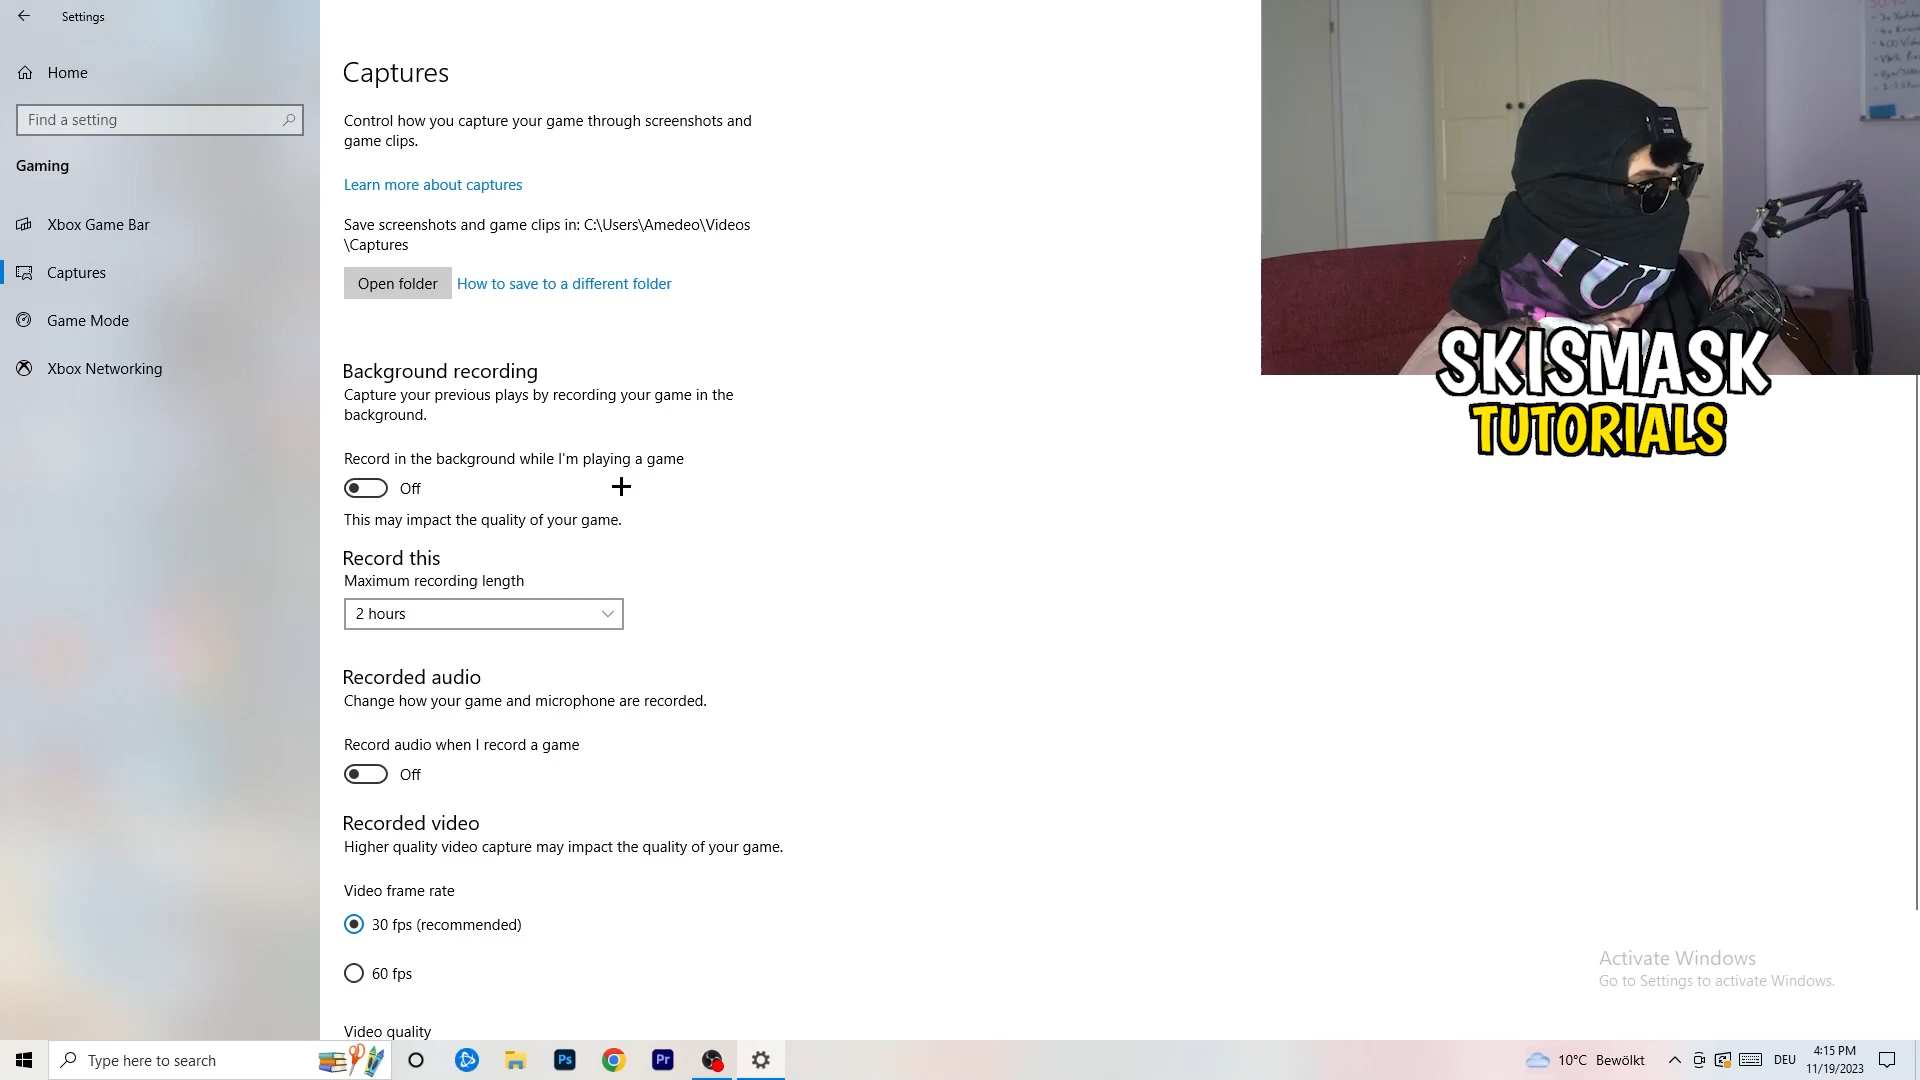 Settings
Home
Find a setting
Gaming
Xbox Game Bar
Captures
Game Mode
Xbox Networking
Captures
Control how you capture your game through screenshots and
game clips.
Learn more about captures
Save screenshots and game clips in: C:\Users\Amedeo\Videos
\Captures
Open folder
How to save to a different folder
Background recording
Capture your previous plays by recording your game in the
background.
Record in the background while I'm playing a game
Off
This may impact the quality of your game.
Record this
Maximum recording length
2 hours
Recorded audio
Change how your game and microphone are recorded.
Record audio when I record a game
Off
Recorded video
Higher quality video capture may impact the quality of your game.
Video frame rate
30 fps (recommended)
60 fps
Video quality
SKISMASK
TUTORIALS
Activate Windows
Go to Settings to activate Windows.
Type here to search
Ps
Pr
10°C Bewölkt
DEU
4:15 PM
11/19/2023